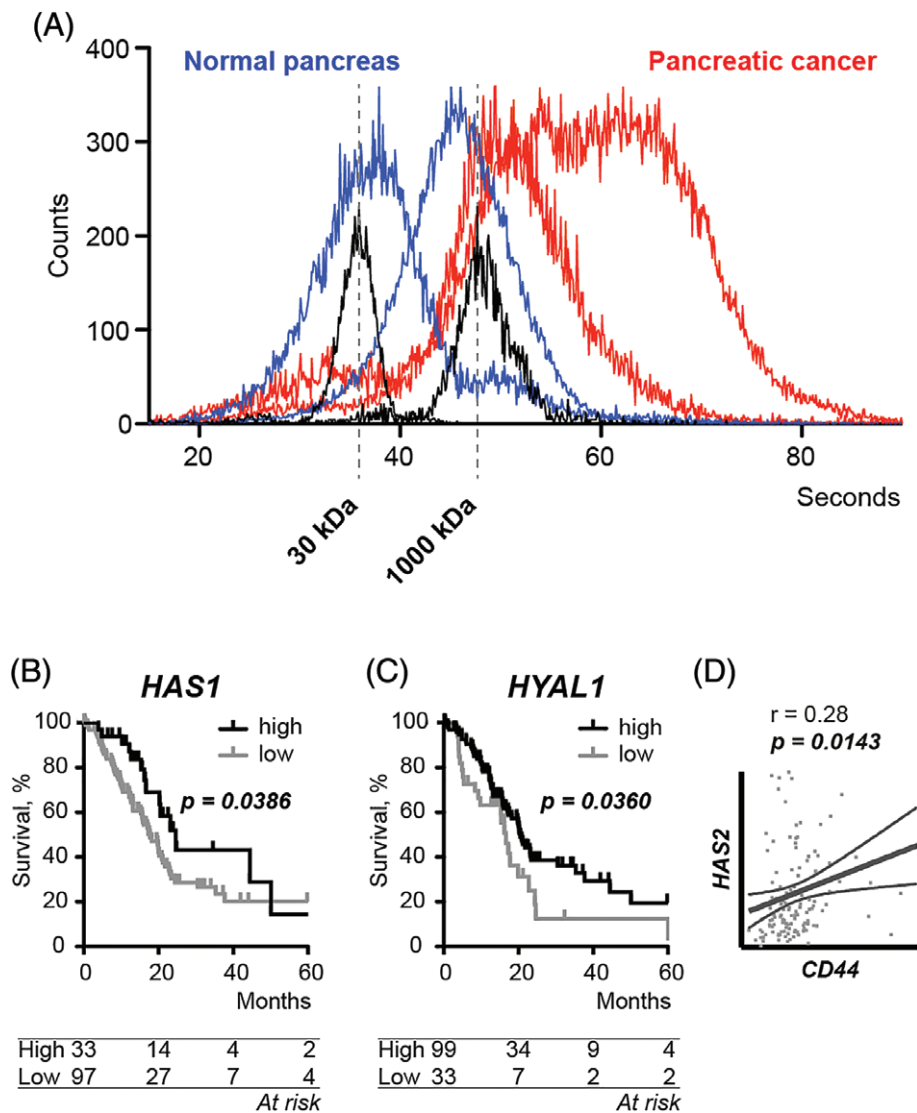 (A)
Normal pancreas
Pancreatic cancer
Counts
400
300
200
100
0
20
40
60
80
Seconds
30 kDa
1000 kDa
(B)
HAS1
high
low
p = 0.0386
Survival, %
100
80
60
40
20
0
0 20 40 60
Months
High 33 14 4 2
Low 97 27 7 4
At risk
(C)
HYAL1
high
low
p = 0.0360
Survival, %
100
80
60
40
20
0
0 20 40 60
Months
High 99 34 9 4
Low 33 7 2 2
At risk
(D)
r = 0.28
p = 0.0143
HAS2
CD44